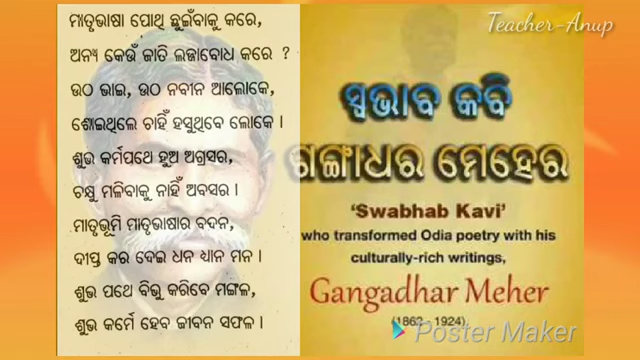 Teacher-Anup
ମାତୃଭାଷା ପୋଥି ଛୁଇଁବାକୁ କରେ,
ଅନ୍ୟ କେଉଁ ଜାତି ଲଜ୍ଜାବୋଧ କରେ ?
ଉଠ ଭାଇ, ଉଠ ନବୀନ ଆଲୋକେ,
ଶୋଇଥିଲେ ଚାହିଁ ହସୁଥିବେ ଲୋକେ ।
ଶୁଭ କର୍ମପଥେ ହୁଅ ଅଗ୍ରସର,
ଚକ୍ଷୁ ମଳିବାକୁ ନାହିଁ ଅବସର ।
ମାତୃଭୂମି ମାତୃଭାଷାର ବଦନ,
ଦୀପ୍ତ କର ଦେଇ ଧନ ଧ୍ୟାନ ମନ ।
ଶୁଭ ପଥେ ବିଭୁ କରିବେ ମଙ୍ଗଳ,
ଶୁଭ କର୍ମେ ହେବ ଜୀବନ ସଫଳ ।
ସ୍ୱଭାବ କବି
ଗଙ୍ଗାଧର ମେହେର
‘Swabhab Kavi’
who transformed Odia poetry with his
culturally-rich writings,
Gangadhar Meher
(1862 - 1924)
Poster Maker